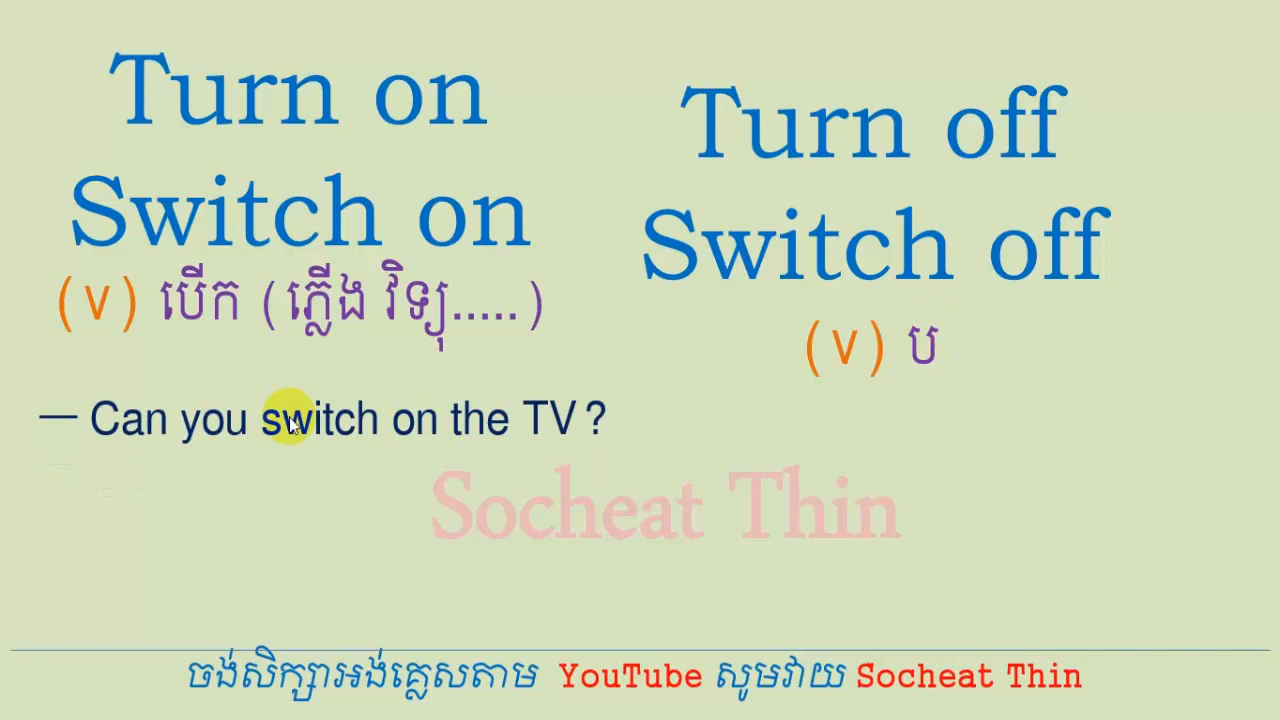 Turn on
Switch on
(v) បើក (ភ្លើង វិទ្យុ.....)
Turn off
Switch off
(v) បិ
— Can you switch on the TV?
Socheat Thin
ចង់សិក្សាអង់គ្លេសតាម YouTube សូមវាយ Socheat Thin